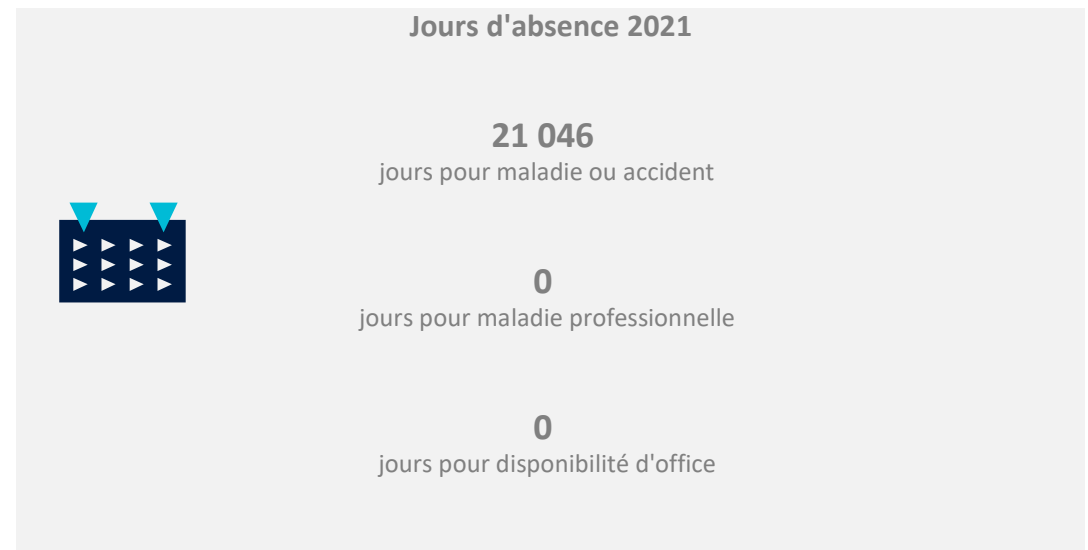 Jours d'absence 2021
21 046
jours pour maladie ou accident
0
jours pour maladie professionnelle
0
jours pour disponibilité d'office